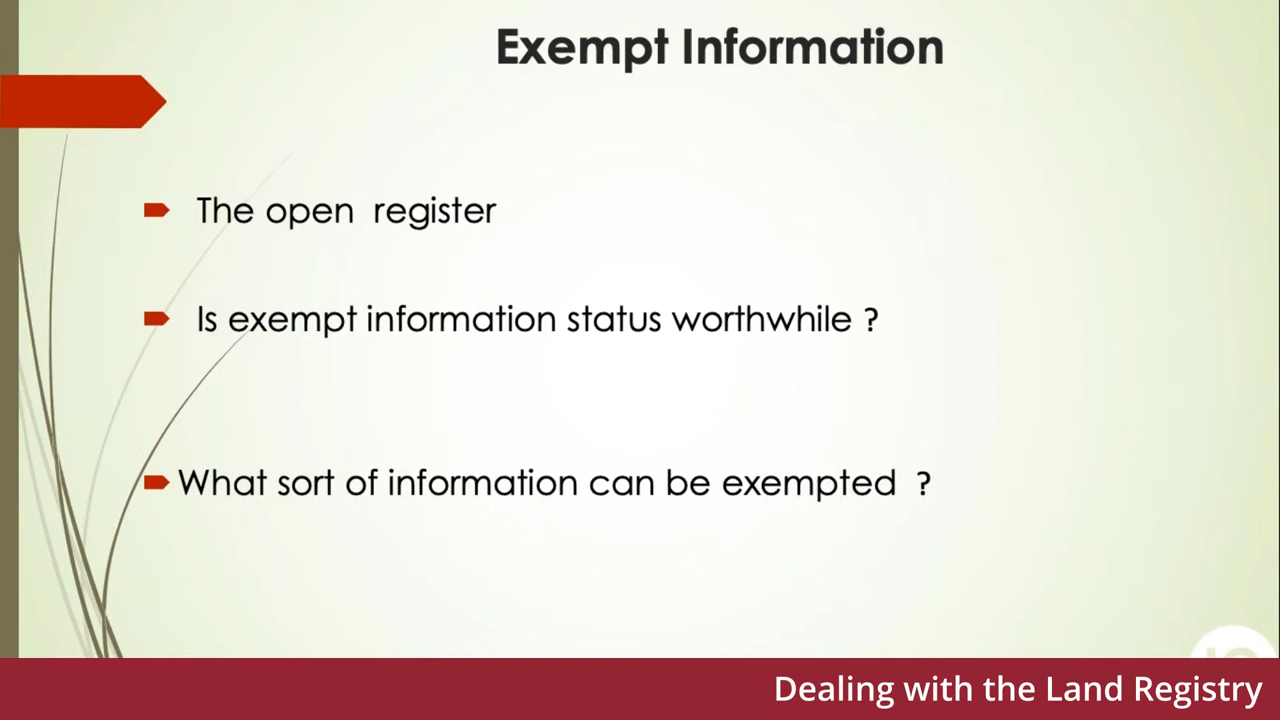 Exempt Information
The open register
Is exempt information status worthwhile ?
What sort of information can be exempted ?
Dealing with the Land Registry